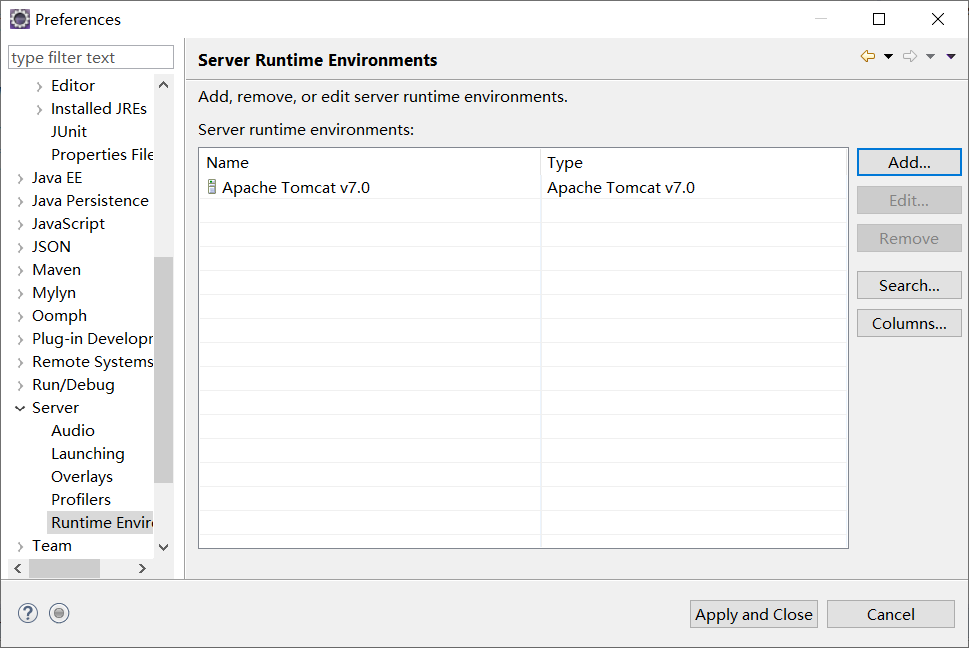 Preferences
type filter text
Editor
Installed JREs
JUnit
Properties File
Java EE
Java Persistence
JavaScript
JSON
Maven
Mylyn
Oomph
Plug-in Developr
Remote Systems
Run/Debug
Server
Audio
Launching
Overlays
Profilers
Runtime Enviro
Team
Server Runtime Environments
Add, remove, or edit server runtime environments.
Server runtime environments:
Name Type
Apache Tomcat v7.0 Apache Tomcat v7.0
Add...
Edit...
Remove
Search...
Columns...
?
Apply and Close Cancel